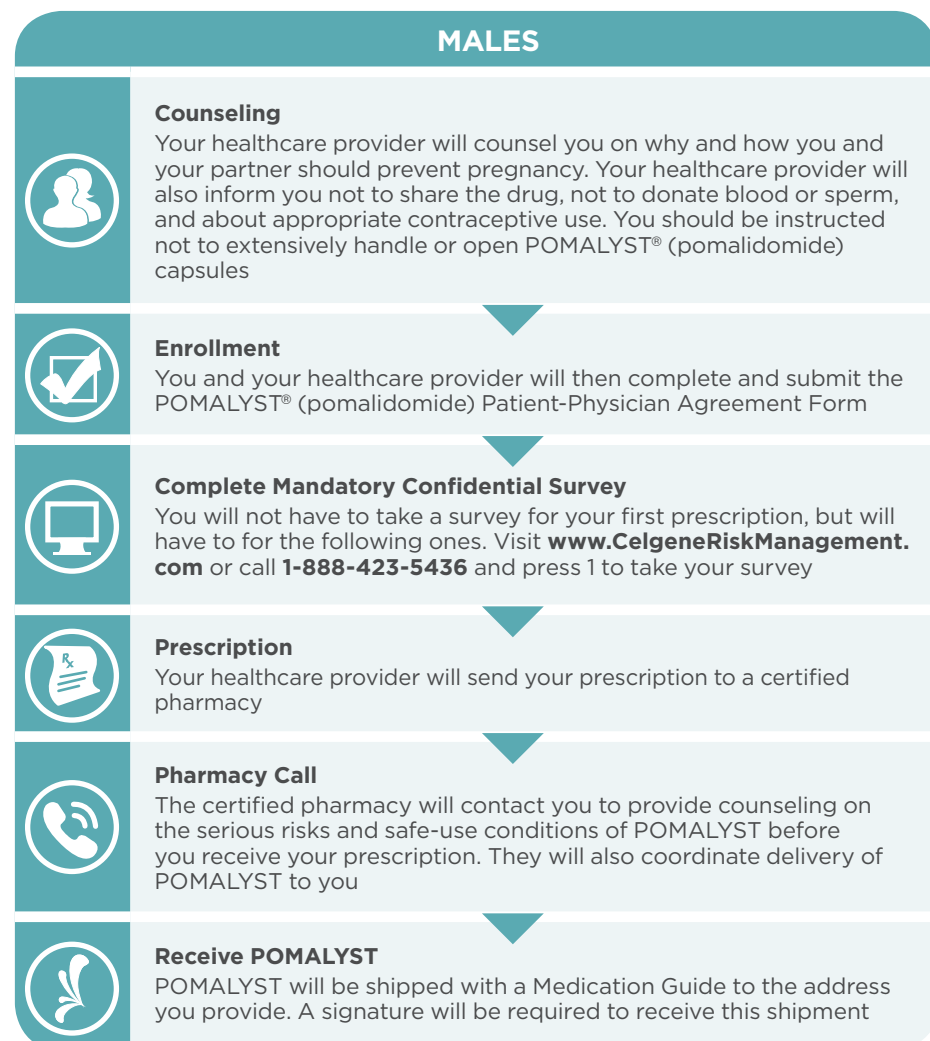 MALES
Counseling
Your healthcare provider will counsel you on why and how you and
your partner should prevent pregnancy. Your healthcare provider will
also inform you not to share the drug, not to donate blood or sperm,
and about appropriate contraceptive use. You should be instructed
not to extensively handle or open POMALYST® (pomalidomide)
capsules
Enrollment
You and your healthcare provider will then complete and submit the
POMALYST® (pomalidomide) Patient-Physician Agreement Form
Complete Mandatory Confidential Survey
You will not have to take a survey for your first prescription, but will
have to for the following ones. Visit www.CelgeneRiskManagement.
com or call 1-888-423-5436 and press 1 to take your survey
Rx
Prescription
Your healthcare provider will send your prescription to a certified
pharmacy
Pharmacy Call
The certified pharmacy will contact you to provide counseling on
the serious risks and safe-use conditions of POMALYST before
you receive your prescription. They will also coordinate delivery of
POMALYST to you
Receive POMALYST
POMALYST will be shipped with a Medication Guide to the address
you provide. A signature will be required to receive this shipment